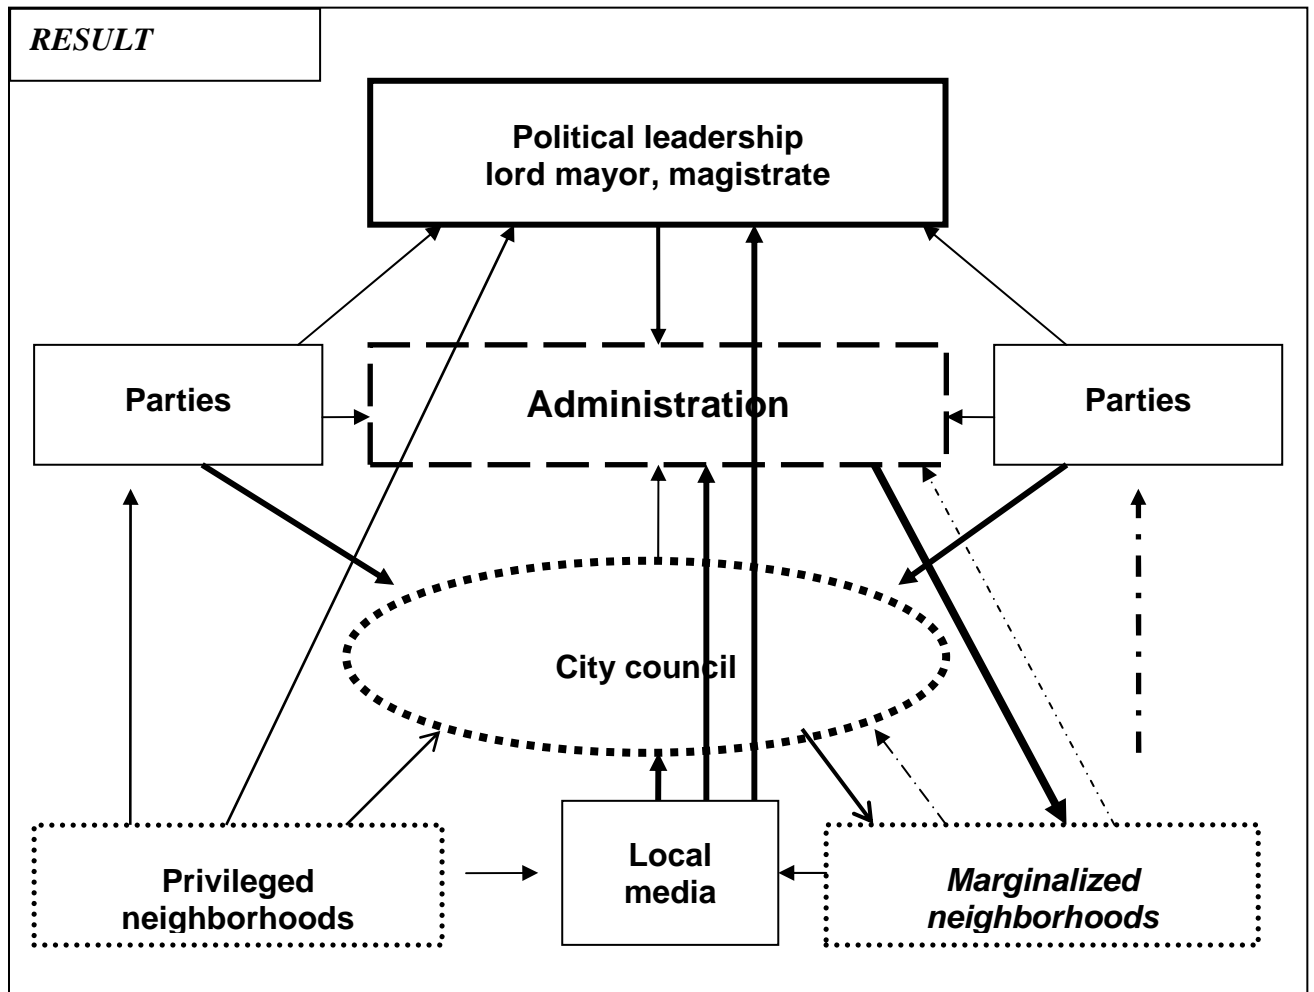 RESULT
Political leadership
lord mayor, magistrate
Parties
Administration
Parties
City council
Privileged
neighborhoods
Local
media
Marginalized
neighborhoods